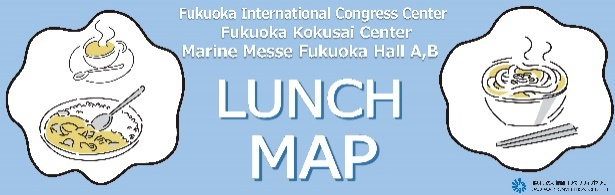 Fukuoka International Congress Center
Fukuoka Kokusai Center
Marine Messe Fukuoka Hall A,B
LUNCH
MAP